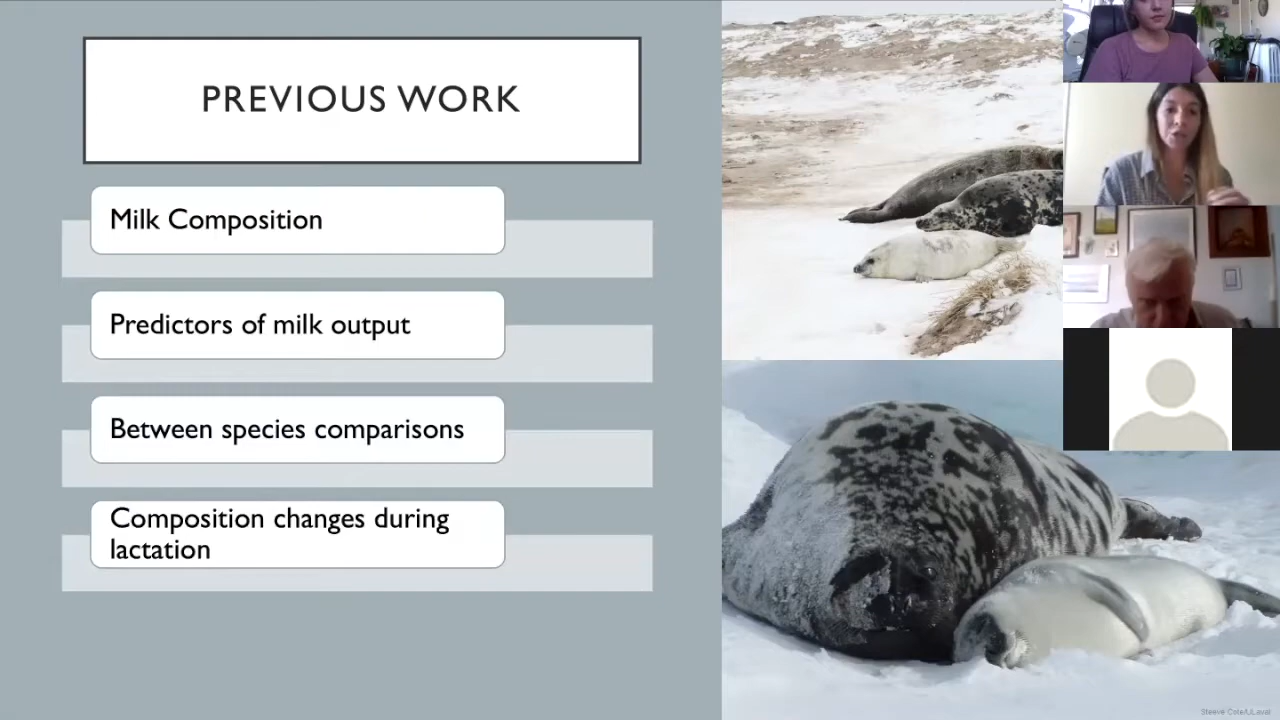 PREVIOUS WORK
Milk Composition
Predictors of milk output
Between species comparisons
Composition changes during
lactation